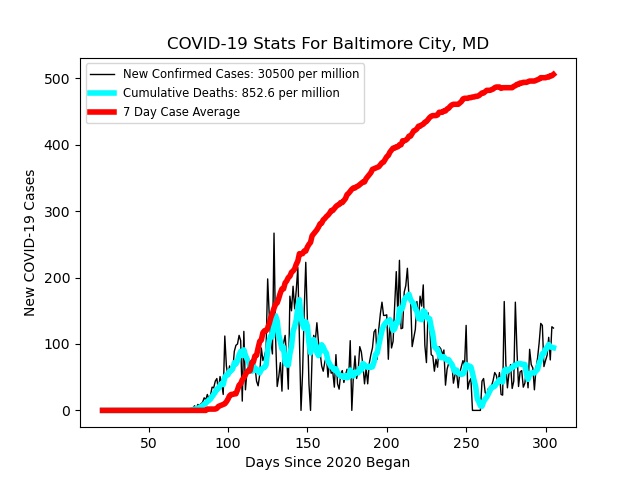 COVID-19 Stats For Baltimore City, MD
New Confirmed Cases: 30500 per million
Cumulative Deaths: 852.6 per million
7 Day Case Average
New COVID-19 Cases
500
400
300
200
100
0
50 100 150 200 250 300
Days Since 2020 Began